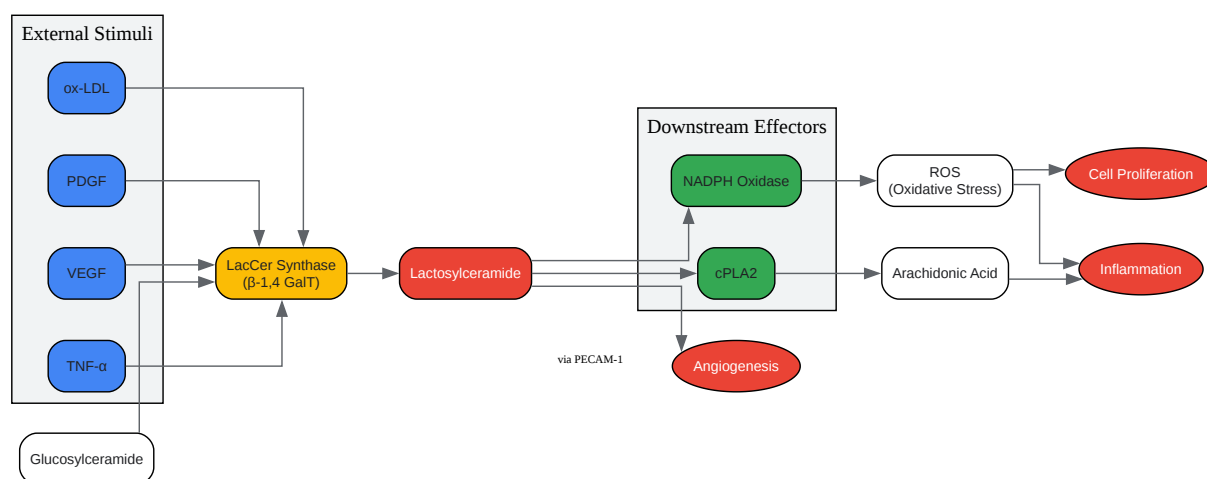 External Stimuli
ox-LDL
PDGF
VEGF
TNF-α
Glucosylceramide
LacCer Synthase
(β-1,4 GalT)
Lactosylceramide
Downstream Effectors
NADPH Oxidase
cPLA2
via PECAM-1
Angiogenesis
ROS
(Oxidative Stress)
Arachidonic Acid
Cell Proliferation
Inflammation